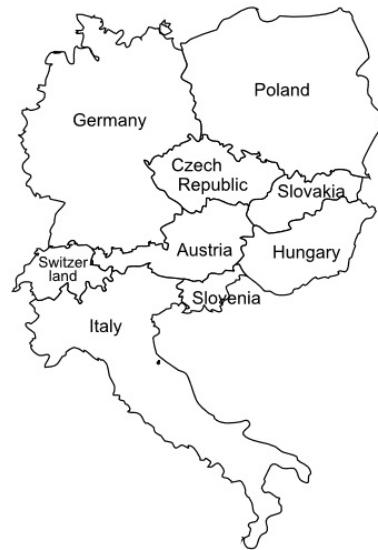 Poland
Germany
Czech
Republic
Slovakia
Austria
Hungary
Switzer
land
Slovenia
Italy